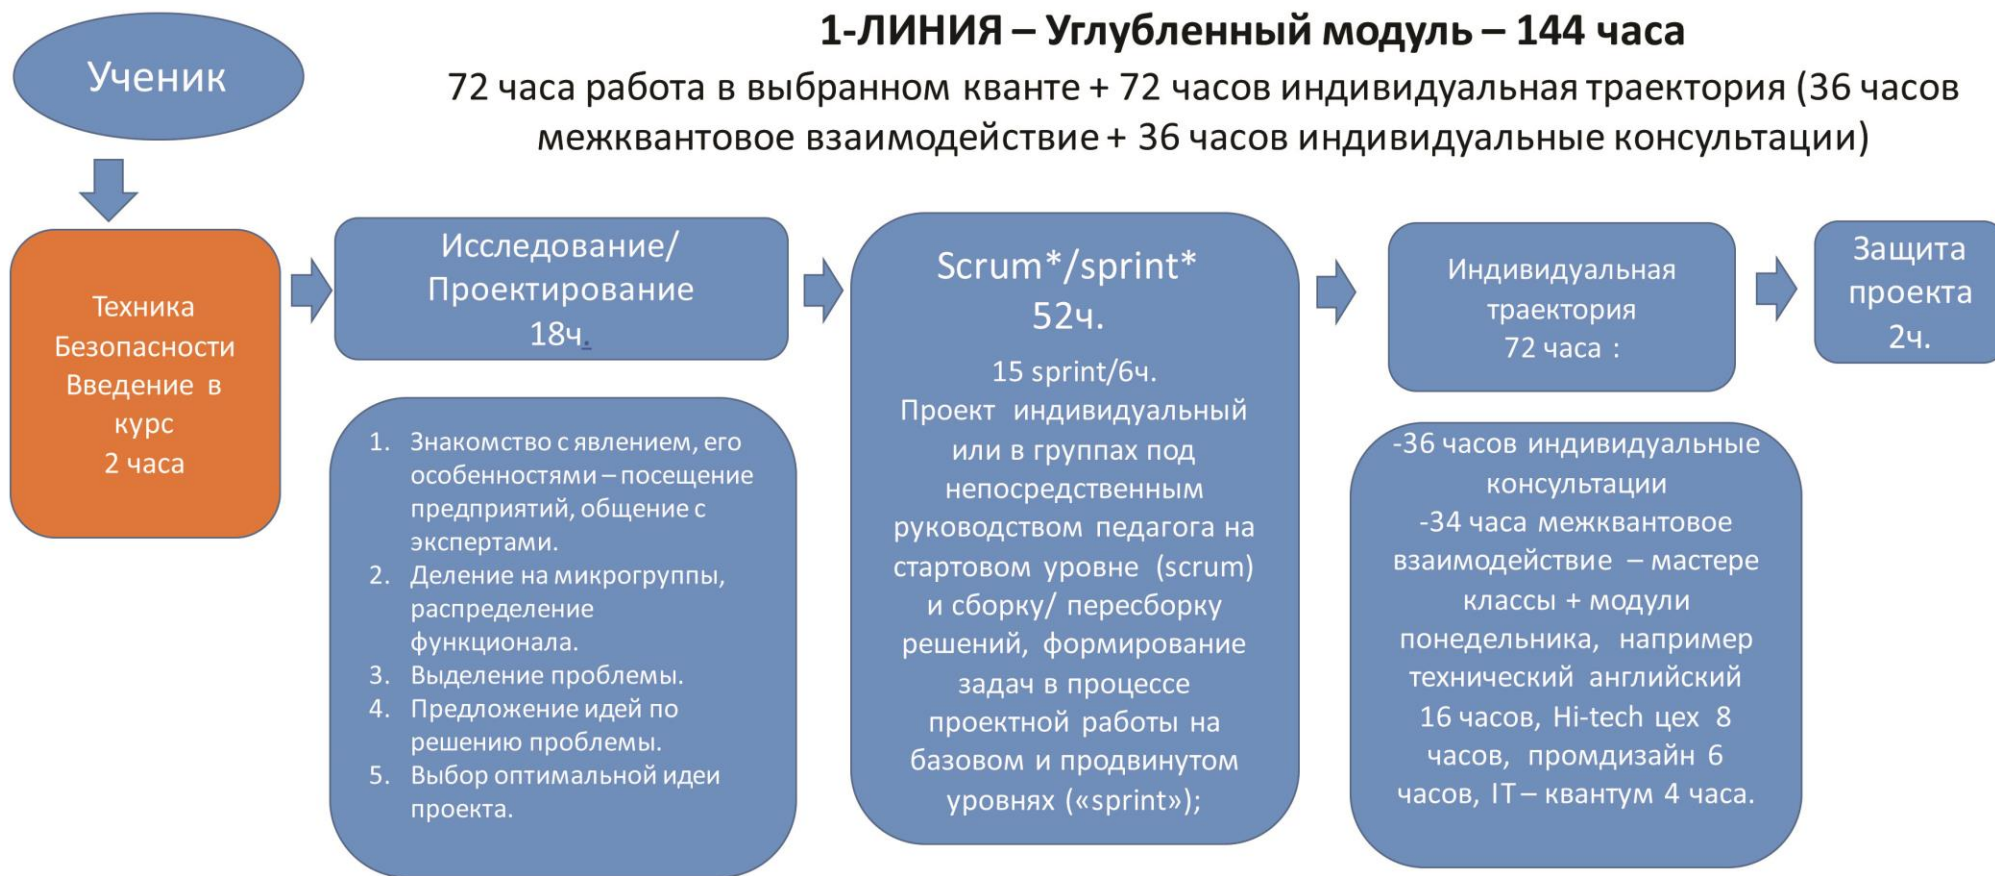 1-ЛИНИЯ – Углубленный модуль – 144 часа
72 часа работа в выбранном кванте + 72 часов индивидуальная траектория (36 часов
межквантовое взаимодействие + 36 часов индивидуальные консультации)
Ученик
Техника
Безопасности
Введение в
курс
2 часа
Исследование/
Проектирование
18ч.
1. Знакомство с явлением, его
особенностями – посещение
предприятий, общение с
экспертами.
2. Деление на микрогруппы,
распределение
функционала.
3. Выделение проблемы.
4. Предложение идей по
решению проблемы.
5. Выбор оптимальной идеи
проекта.
Scrum*/sprint*
52ч.
15 sprint/6ч.
Проект индивидуальный
или в группах под
непосредственным
руководством педагога на
стартовом уровне (scrum)
и сборку/ пересборку
решений, формирование
задач в процессе
проектной работы на
базовом и продвинутом
уровнях («sprint»);
Индивидуальная
траектория
72 часа :
-36 часов индивидуальные
консультации
-34 часа межквантовое
взаимодействие – мастере
классы + модули
понедельника, например
технический английский
16 часов, Hi-tech цех 8
часов, промдизайн 6
часов, IT – квантум 4 часа.
Защита
проекта
2ч.